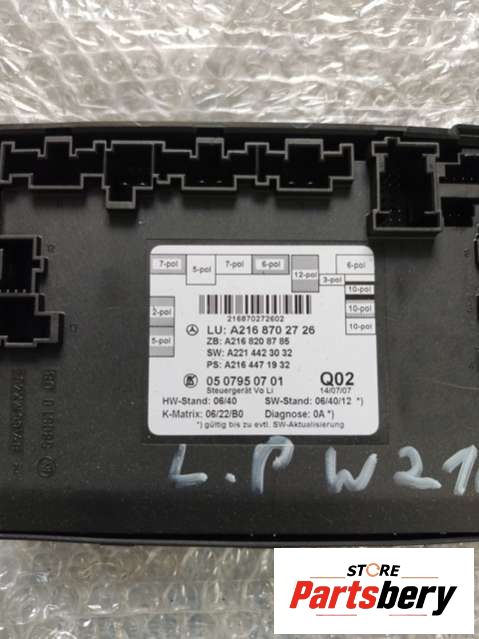 7-pol
5-pol
7-pol
6-pol
12-pol
3-pol
6-pol
10-pol
10-pol
10-pol
2-pol
5-pol
216870272602
LU: A216 870 27 26
ZB: A216 820 87 85
SW: A221 442 30 32
PS: A216 447 19 32
05 0795 07 01
Q02
Steuergerät Vo Li
14/07/07
HW-Stand: 06/40 SW-Stand: 06/40/12 *)
K-Matrix: 06/22/B0 Diagnose: 0A *)
*) gültig bis zu evtl. SW-Aktualisierung
L.P W216
STORE
Partsbery